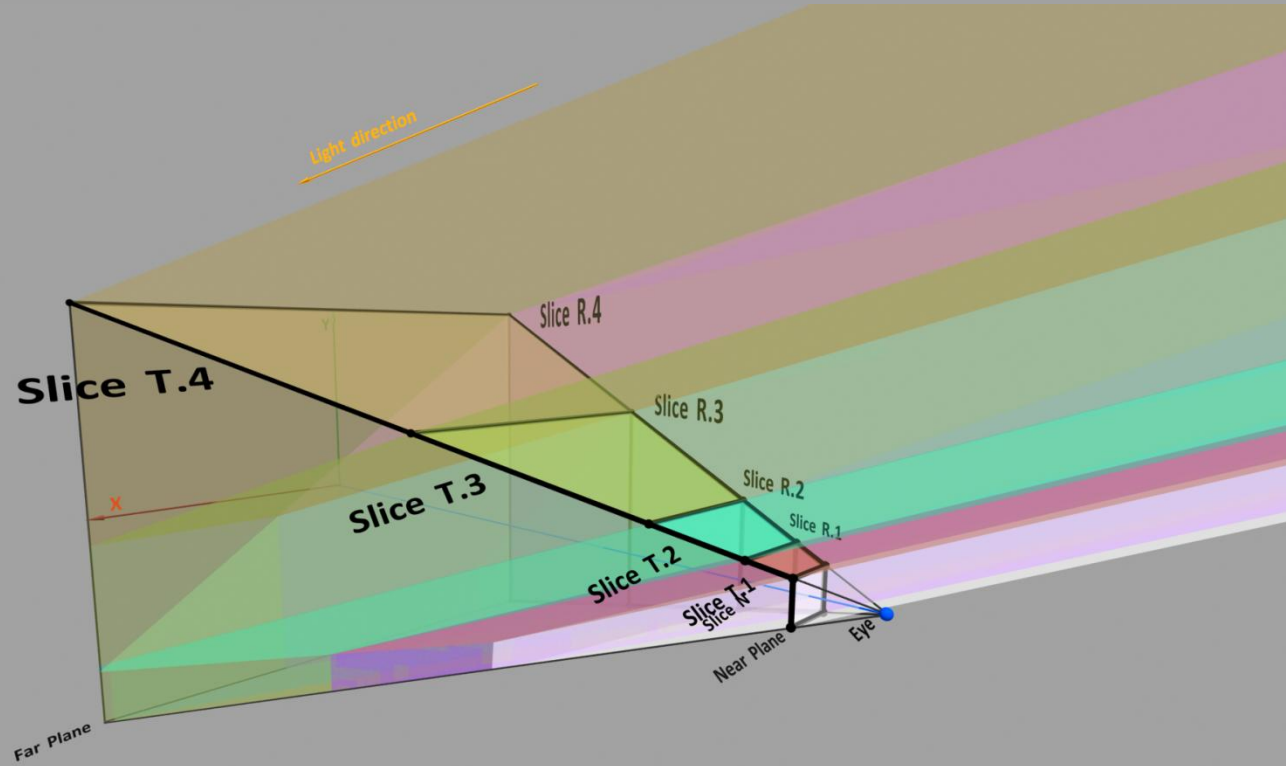 Light direction
Slice R.4
Y
Slice T.4
Slice R.3
Slice T.3
X
Slice R.2
Slice R.1
Slice T.2
Slice T.1
Slice N
Near Plane
Eye
Far Plane